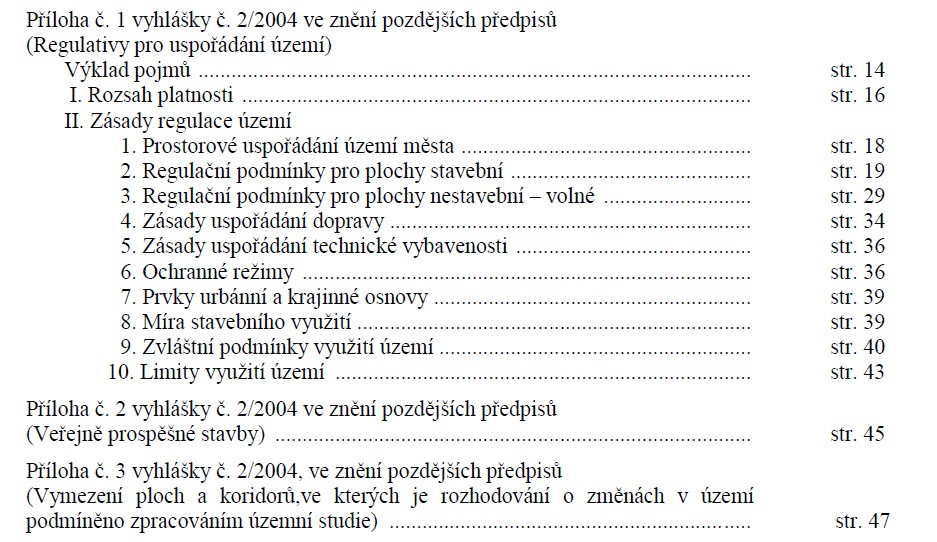 Příloha č. 1 vyhlášky č. 2/2004 ve znění pozdějších předpisů
(Regulativy pro uspořádání území)
Výklad pojmů ........................................................................................ str. 14
I. Rozsah platnosti ................................................................................. str. 16
II. Zásady regulace území
1. Prostorové uspořádání území města .............................................. str. 18
2. Regulační podmínky pro plochy stavební ...................................... str. 19
3. Regulační podmínky pro plochy nestavební – volné ....................... str. 29
4. Zásady uspořádání dopravy .......................................................... str. 34
5. Zásady uspořádání technické vybavenosti ...................................... str. 36
6. Ochranné režimy ........................................................................ str. 36
7. Prvky urbánní a krajinné osnovy ................................................... str. 39
8. Míra stavebního využití ............................................................... str. 39
9. Zvláštní podmínky využití území .................................................. str. 40
10. Limity využití území .................................................................. str. 43
Příloha č. 2 vyhlášky č. 2/2004 ve znění pozdějších předpisů
(Veřejně prospěšné stavby) ............................................................................ str. 45
Příloha č. 3 vyhlášky č. 2/2004, ve znění pozdějších předpisů
(Vymezení ploch a koridorů,ve kterých je rozhodování o změnách v území
podmíněno zpracováním územní studie) .......................................................... str. 47